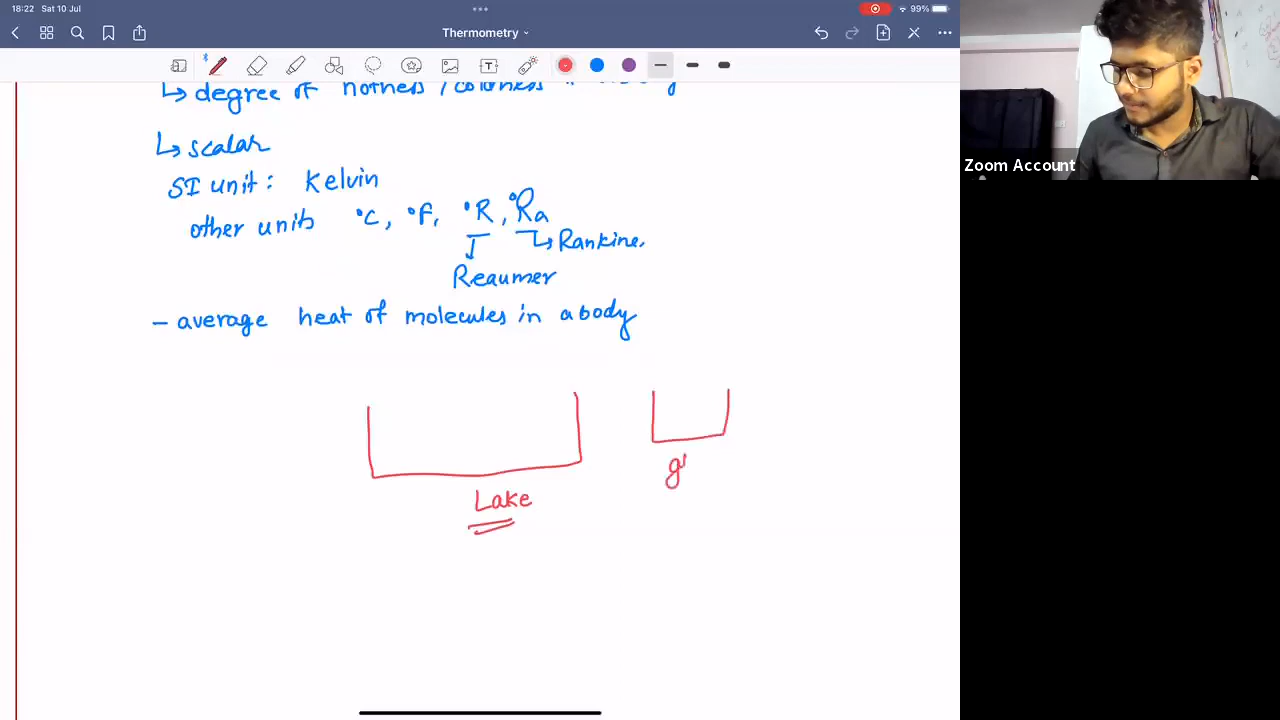 18:22 Sat 10 Jul
99%
Thermometry
↳ degree of hotness / coldness
↳ scalar
SI unit: Kelvin
other units °C, °F, °R, °Ra
↳ Rankine.
Reaumer
- average heat of molecules in a body
Lake
gl
Zoom Account